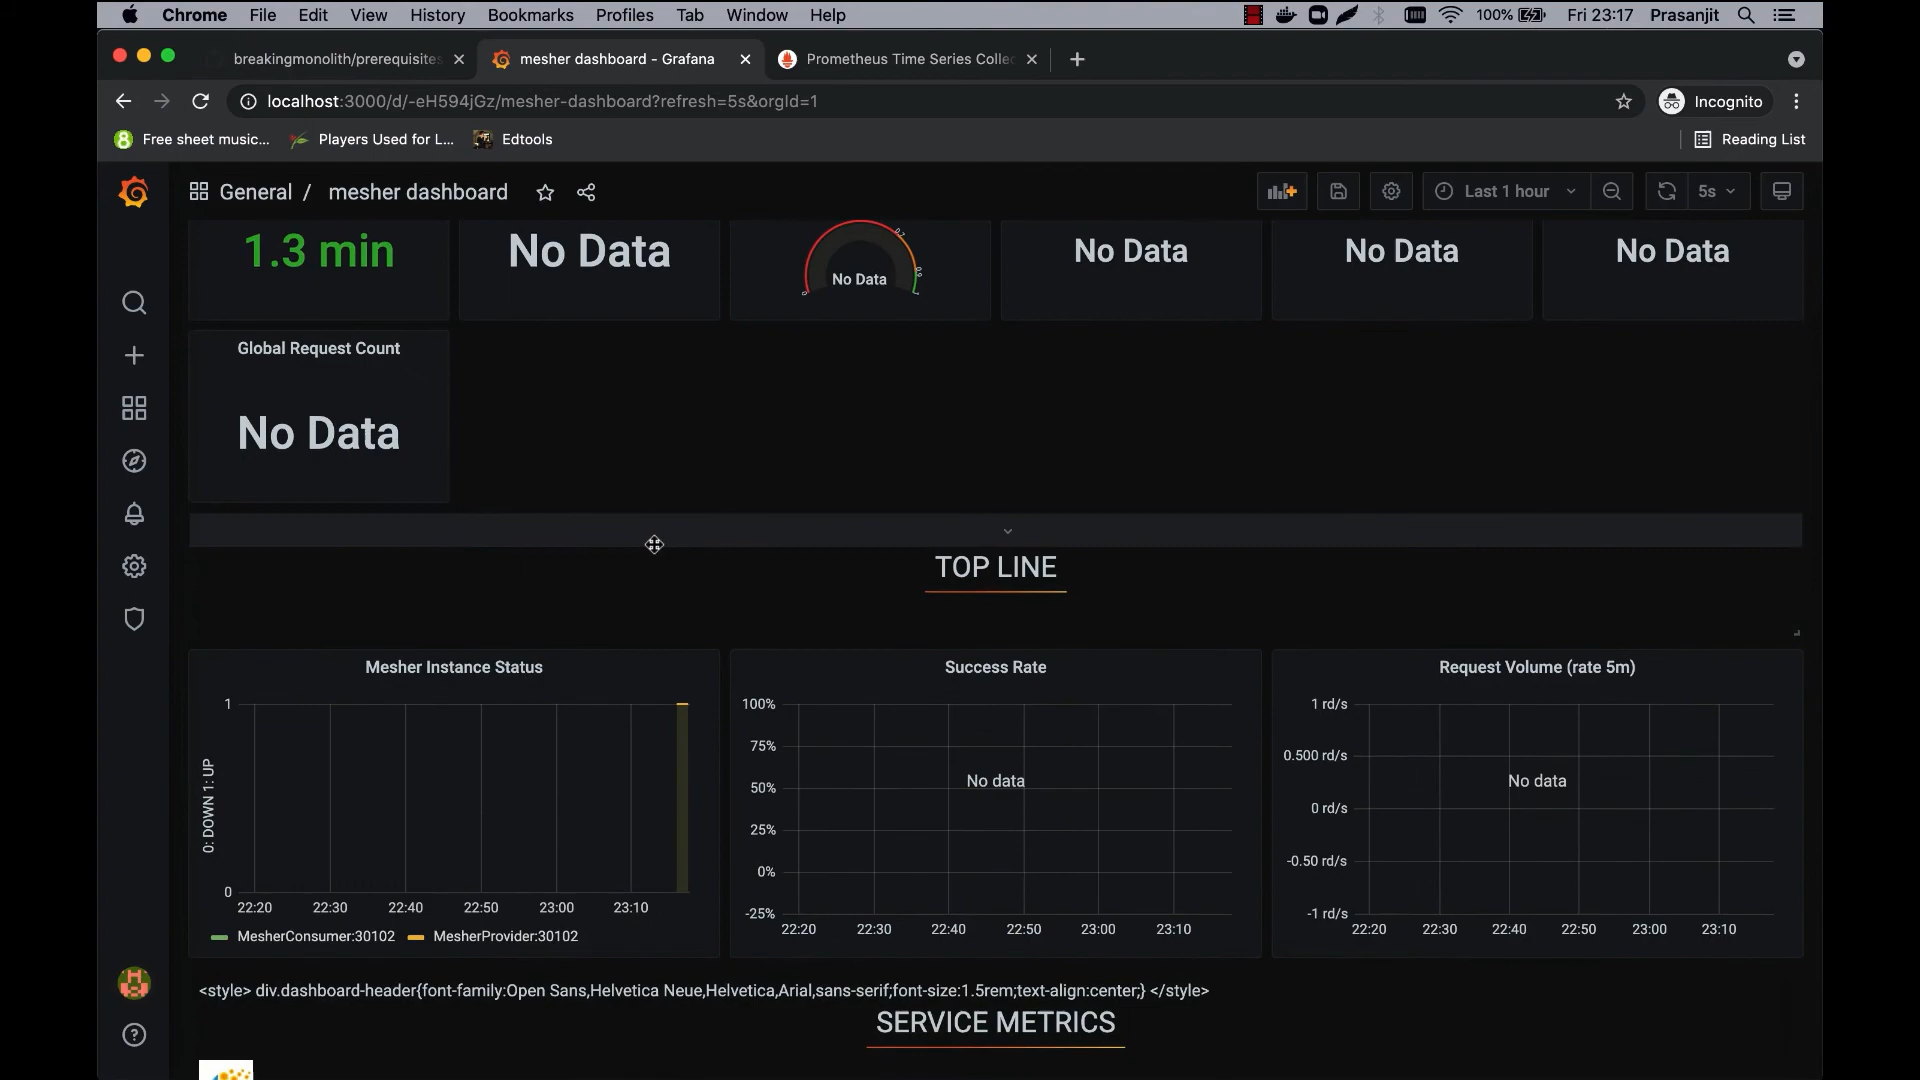 Chrome File Edit View History Bookmarks Profiles Tab Window Help 100% Fri 23:17 Prasanjit
breakingmonolith/prerequisites mesher dashboard - Grafana Prometheus Time Series Collec
localhost:3000/d/-eH594jGz/mesher-dashboard?refresh=5s&orgId=1 Incognito
Free sheet music... Players Used for L... Edtools Reading List
General / mesher dashboard Last 1 hour 5s
1.3 min No Data No Data No Data No Data No Data
0 0.7 0.9 1
Global Request Count
No Data
TOP LINE
Mesher Instance Status
0: DOWN 1: UP
1
0
22:20 22:30 22:40 22:50 23:00 23:10
MesherConsumer:30102 MesherProvider:30102
Success Rate
100%
75%
50%
25%
0%
-25%
No data
22:20 22:30 22:40 22:50 23:00 23:10
Request Volume (rate 5m)
1 rd/s
0.500 rd/s
0 rd/s
-0.50 rd/s
-1 rd/s
No data
22:20 22:30 22:40 22:50 23:00 23:10
<style> div.dashboard-header{font-family:Open Sans,Helvetica Neue,Helvetica,Arial,sans-serif;font-size:1.5rem;text-align:center;} </style>
SERVICE METRICS